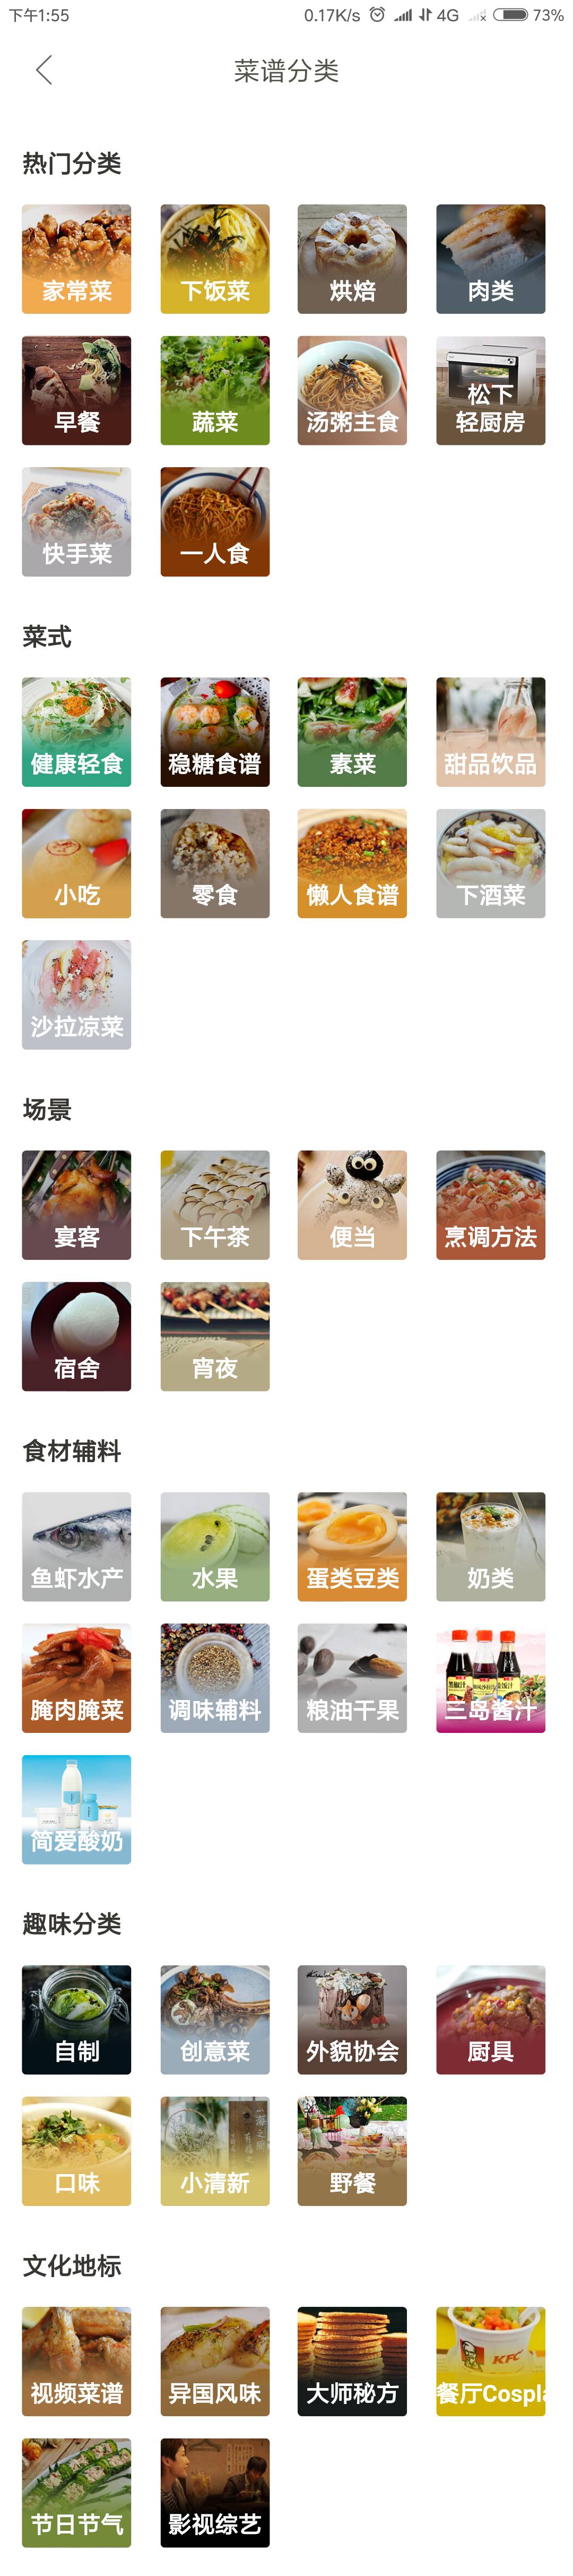 下午1:55
0.17K/s 4G 73%
菜谱分类
热门分类
家常菜
下饭菜
烘焙
肉类
早餐
蔬菜
汤粥主食
松下
轻厨房
快手菜
一人食
菜式
健康轻食
稳糖食谱
素菜
甜品饮品
小吃
零食
懒人食谱
下酒菜
沙拉凉菜
场景
宴客
下午茶
便当
烹调方法
宿舍
宵夜
食材辅料
鱼虾水产
水果
蛋类豆类
奶类
腌肉腌菜
调味辅料
粮油干果
三岛酱汁
简爱酸奶
趣味分类
自制
创意菜
外貌协会
厨具
口味
小清新
野餐
文化地标
视频菜谱
异国风味
大师秘方
KFC
餐厅Cospla
节日节气
影视综艺